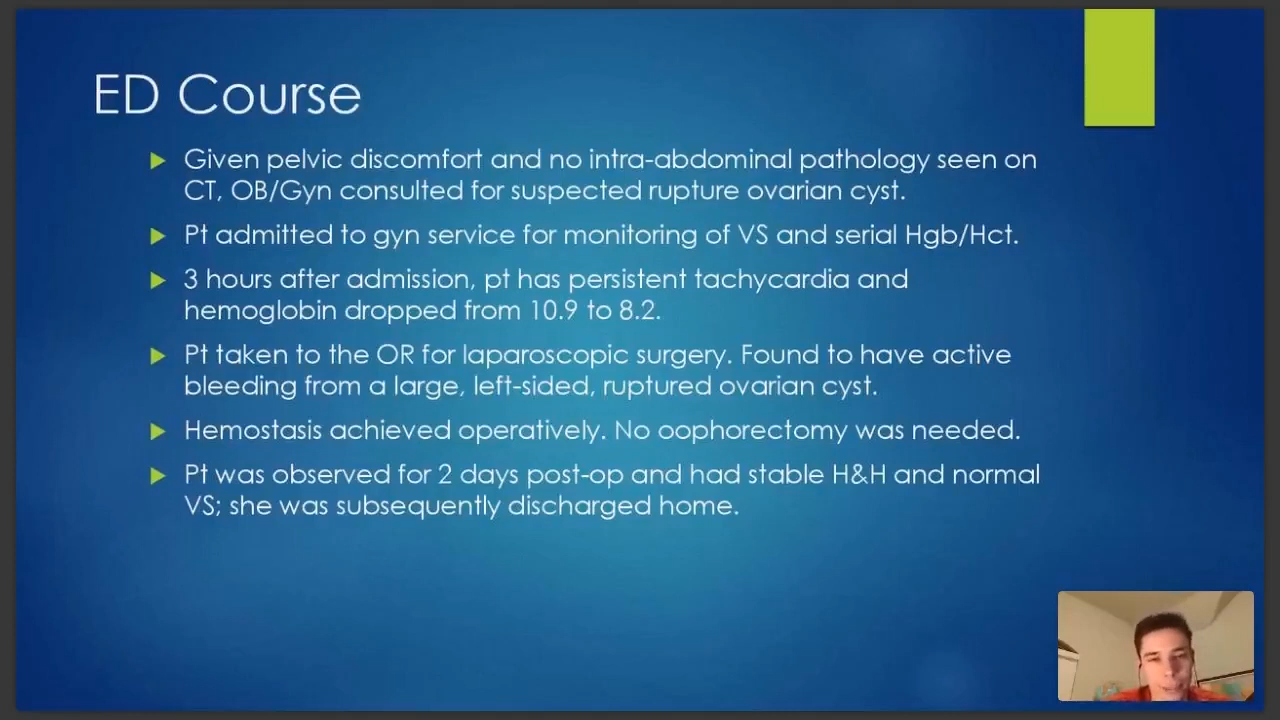 ED Course
Given pelvic discomfort and no intra-abdominal pathology seen on
CT, OB/Gyn consulted for suspected rupture ovarian cyst.
Pt admitted to gyn service for monitoring of VS and serial Hgb/Hct.
3 hours after admission, pt has persistent tachycardia and
hemoglobin dropped from 10.9 to 8.2.
Pt taken to the OR for laparoscopic surgery. Found to have active
bleeding from a large, left-sided, ruptured ovarian cyst.
Hemostasis achieved operatively. No oophorectomy was needed.
Pt was observed for 2 days post-op and had stable H&H and normal
VS; she was subsequently discharged home.